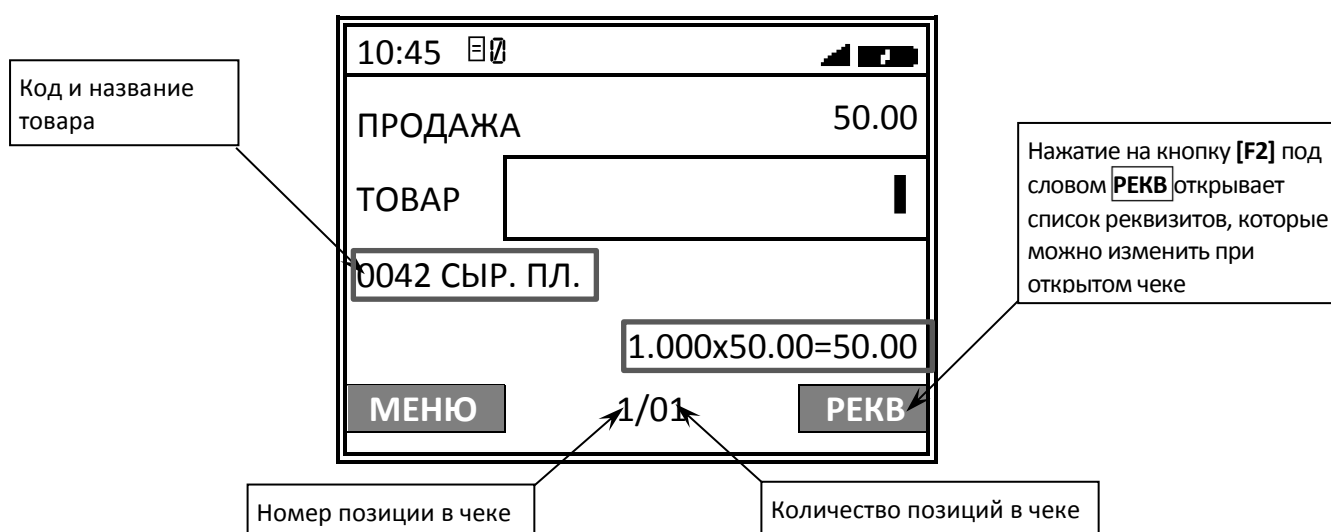 10:45
Код и название
товара
ПРОДАЖА 50.00
ТОВАР
0042 СЫР. ПЛ.
1.000x50.00=50.00
МЕНЮ 1/01 РЕКВ
Нажатие на кнопку [F2] под
словом РЕКВ открывает
список реквизитов, которые
можно изменить при
открытом чеке
Номер позиции в чеке
Количество позиций в чеке